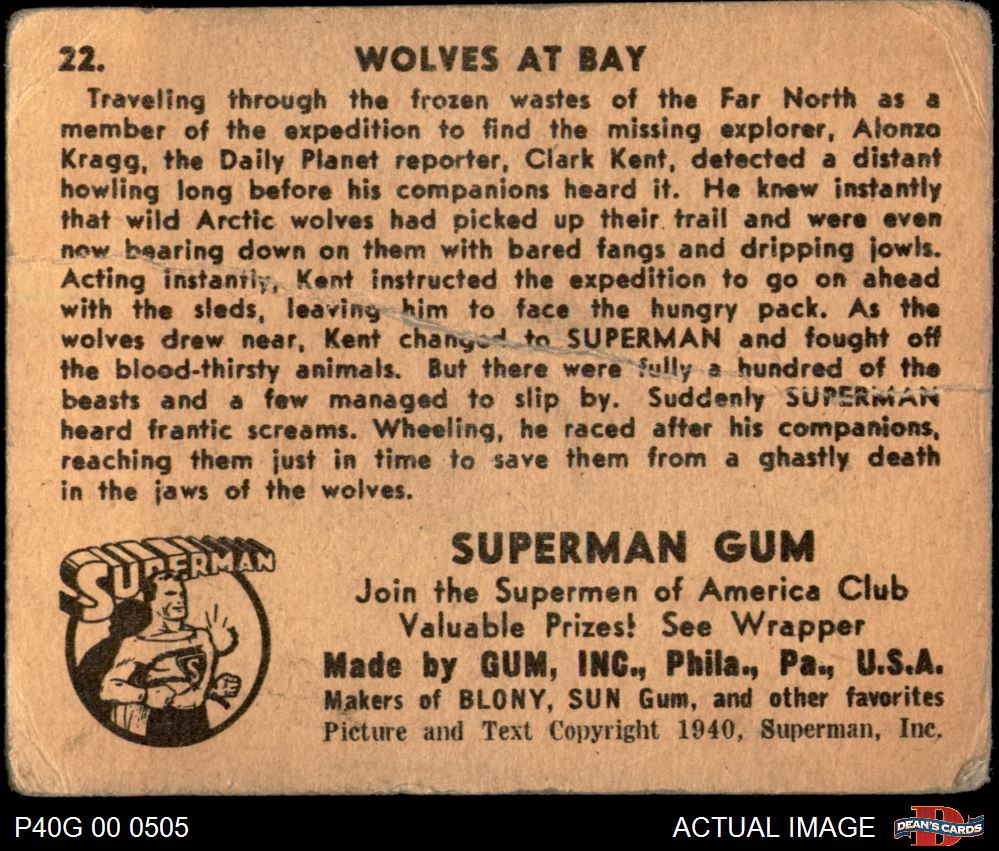 22. WOLVES AT BAY
Traveling through the frozen wastes of the Far North as a
member of the expedition to find the missing explorer, Alonzo
Kragg, the Daily Planet reporter, Clark Kent, detected a distant
howling long before his companions heard it. He knew instantly
that wild Arctic wolves had picked up their trail and were even
now bearing down on them with bared fangs and dripping jowls.
Acting instantly, Kent instructed the expedition to go on ahead
with the sleds, leaving him to face the hungry pack. As the
wolves drew near, Kent changed to SUPERMAN and fought off
the blood-thirsty animals. But there were fully a hundred of the
beasts and a few managed to slip by. Suddenly SUPERMAN
heard frantic screams. Wheeling, he raced after his companions,
reaching them just in time to save them from a ghastly death
in the jaws of the wolves.
SUPERMAN
S
SUPERMAN GUM
Join the Supermen of America Club
Valuable Prizes! See Wrapper
Made by GUM, INC., Phila., Pa., U.S.A.
Makers of BLONY, SUN Gum, and other favorites
Picture and Text Copyright 1940, Superman, Inc.
P40G 00 0505
ACTUAL IMAGE
D
DEAN'S CARDS